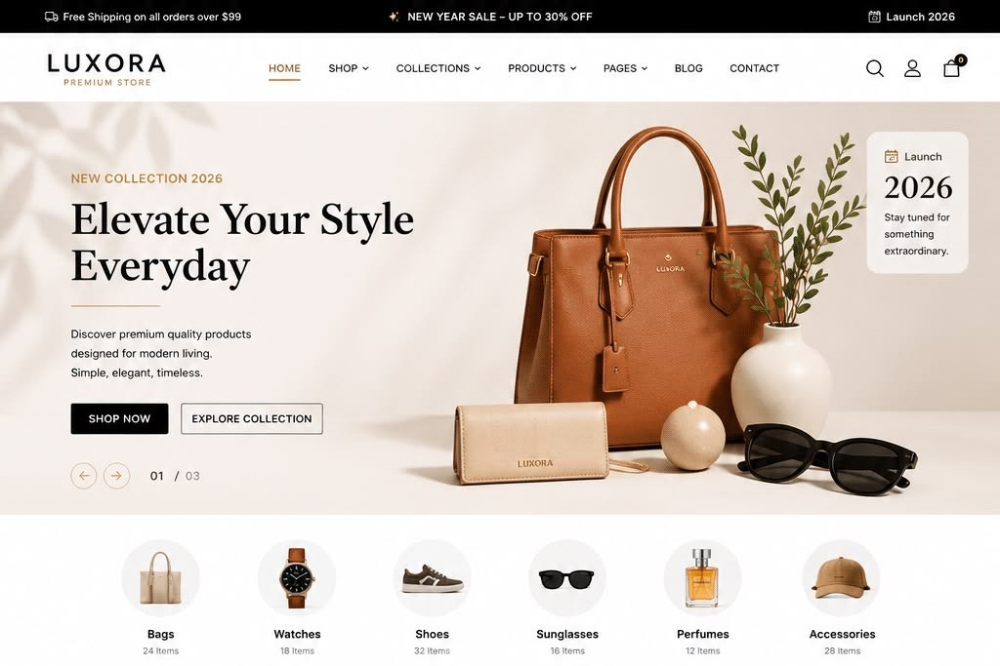 Free Shipping on all orders over $99
NEW YEAR SALE – UP TO 30% OFF
Launch 2026
LUXORA
PREMIUM STORE
HOME
SHOP
COLLECTIONS
PRODUCTS
PAGES
BLOG
CONTACT
0
NEW COLLECTION 2026
Elevate Your Style
Everyday
Discover premium quality products
designed for modern living.
Simple, elegant, timeless.
SHOP NOW
EXPLORE COLLECTION
01 / 03
LUXORA
LUXORA
Launch
2026
Stay tuned for
something
extraordinary.
Bags
24 Items
Watches
18 Items
Shoes
32 Items
Sunglasses
16 Items
Perfumes
12 Items
Accessories
28 Items